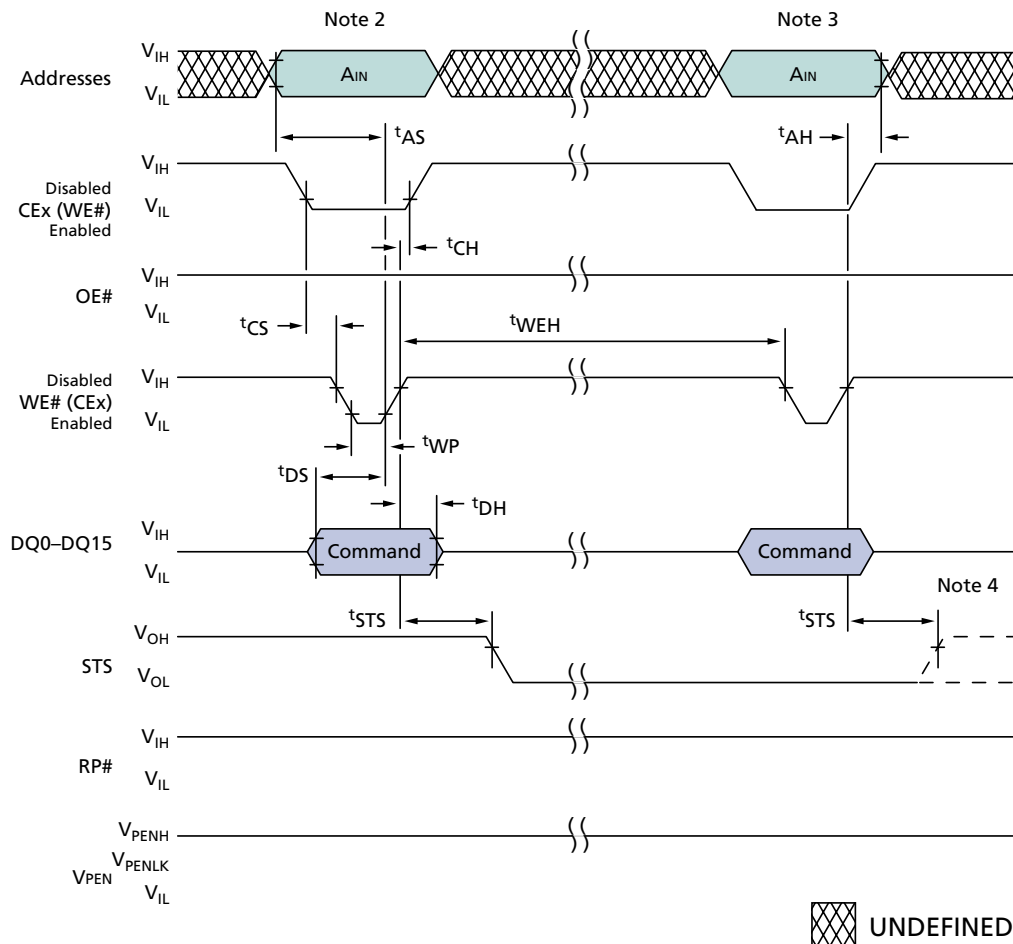 Note 2
Note 3
Addresses
VIH
VIL
AIN
AIN
tAS
tAH
Disabled
CEx (WE#)
Enabled
VIH
VIL
tCH
OE#
VIH
VIL
tCS
tWEH
Disabled
WE# (CEx)
Enabled
VIH
VIL
tWP
tDS
tDH
DQ0–DQ15
VIH
VIL
Command
Command
Note 4
tSTS
tSTS
STS
VOH
VOL
RP#
VIH
VIL
VPEN
VPENH
VPENLK
VIL
UNDEFINED